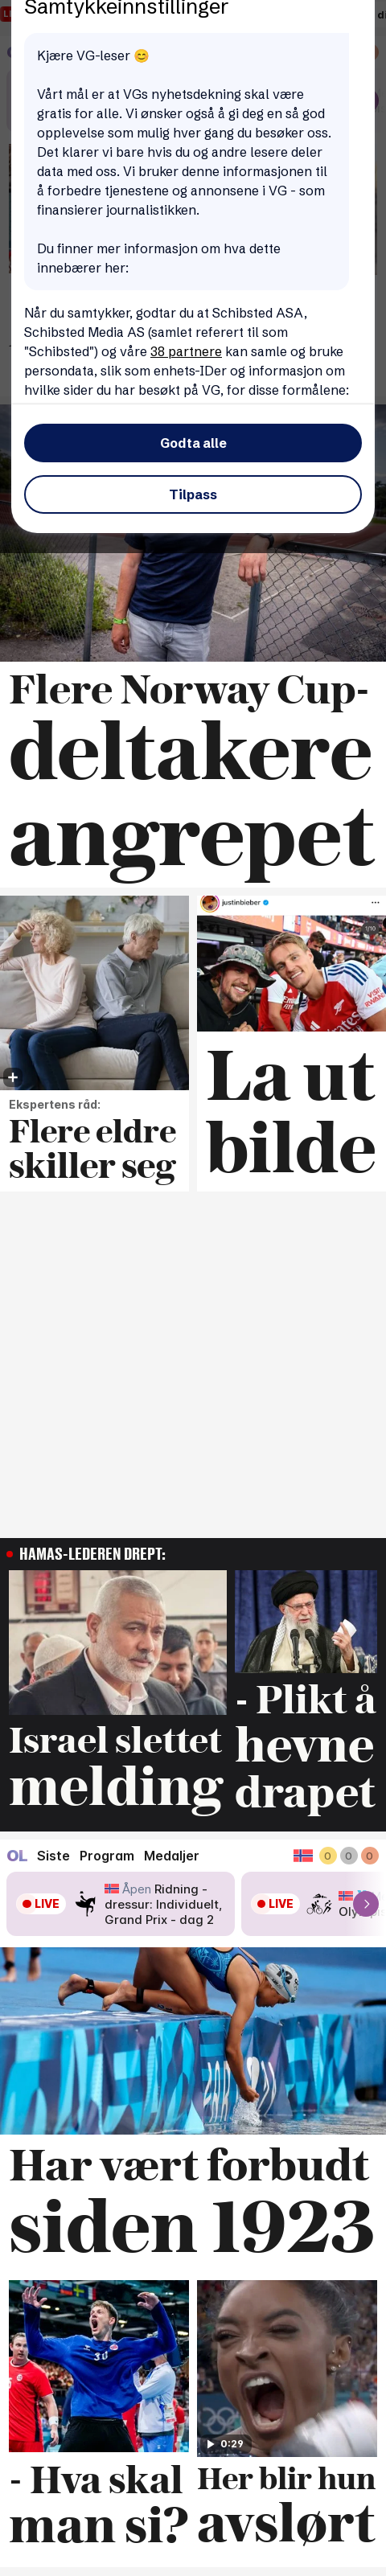 Samtykkeinnstillinger
Kjære VG-leser 😊
Vårt mål er at VGs nyhetsdekning skal være
gratis for alle. Vi ønsker også å gi deg en så god
opplevelse som mulig hver gang du besøker oss.
Det klarer vi bare hvis du og andre lesere deler
data med oss. Vi bruker denne informasjonen til
å forbedre tjenestene og annonsene i VG - som
finansierer journalistikken.
Du finner mer informasjon om hva dette
innebærer her:
Når du samtykker, godtar du at Schibsted ASA,
Schibsted Media AS (samlet referert til som
"Schibsted") og våre 38 partnere kan samle og bruke
persondata, slik som enhets-IDer og informasjon om
hvilke sider du har besøkt på VG, for disse formålene:
Godta alle
Tilpass
Flere Norway Cup-
deltakere
angrepet
Ekspertens råd:
Flere eldre
skiller seg
justinbieber
1/10
La ut
bilde
HAMAS-LEDEREN DREPT:
Israel slettet
melding
- Plikt å
hevne
drapet
OL Siste Program Medaljer 0 0 0
LIVE
Åpen Ridning -
dressur: Individuelt,
Grand Prix - dag 2
LIVE
Har vært forbudt
siden 1923
30
- Hva skal
man si?
0:29
Her blir hun
avslørt